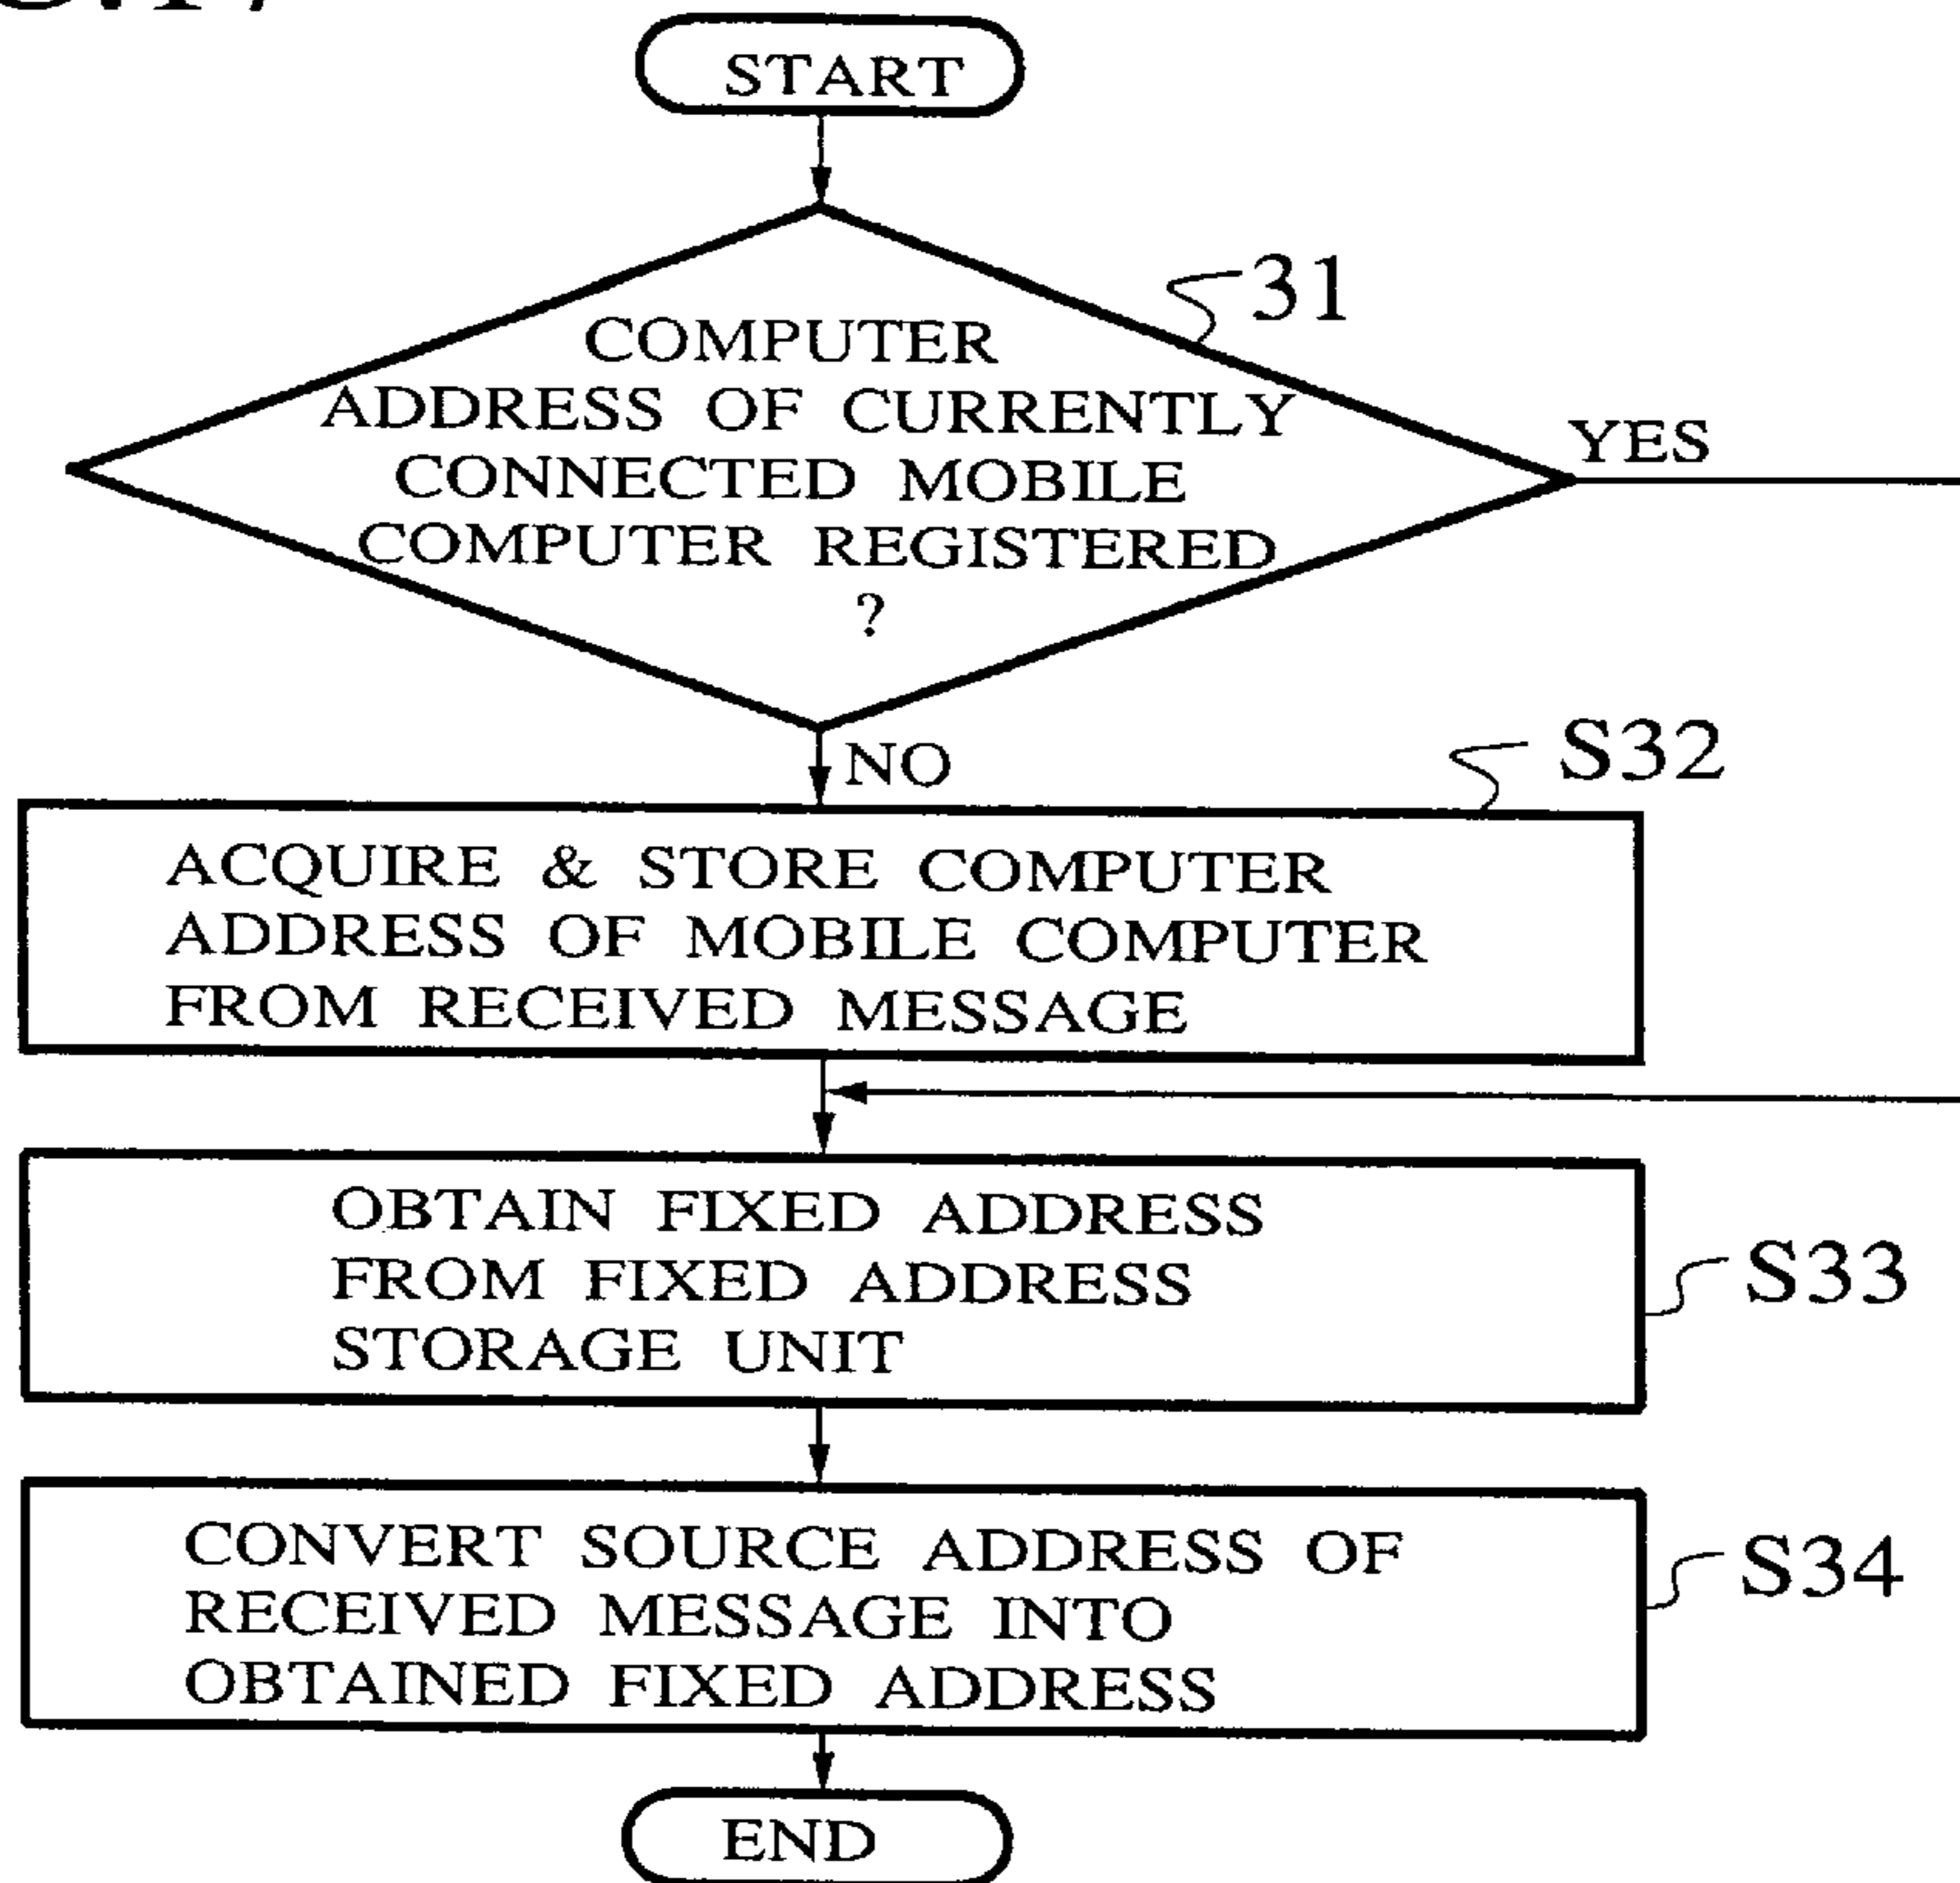 START
31
COMPUTER
ADDRESS OF CURRENTLY
CONNECTED MOBILE
COMPUTER REGISTERED
?
YES
NO
S32
ACQUIRE & STORE COMPUTER
ADDRESS OF MOBILE COMPUTER
FROM RECEIVED MESSAGE
OBTAIN FIXED ADDRESS
FROM FIXED ADDRESS
STORAGE UNIT
S33
CONVERT SOURCE ADDRESS OF
RECEIVED MESSAGE INTO
OBTAINED FIXED ADDRESS
S34
END